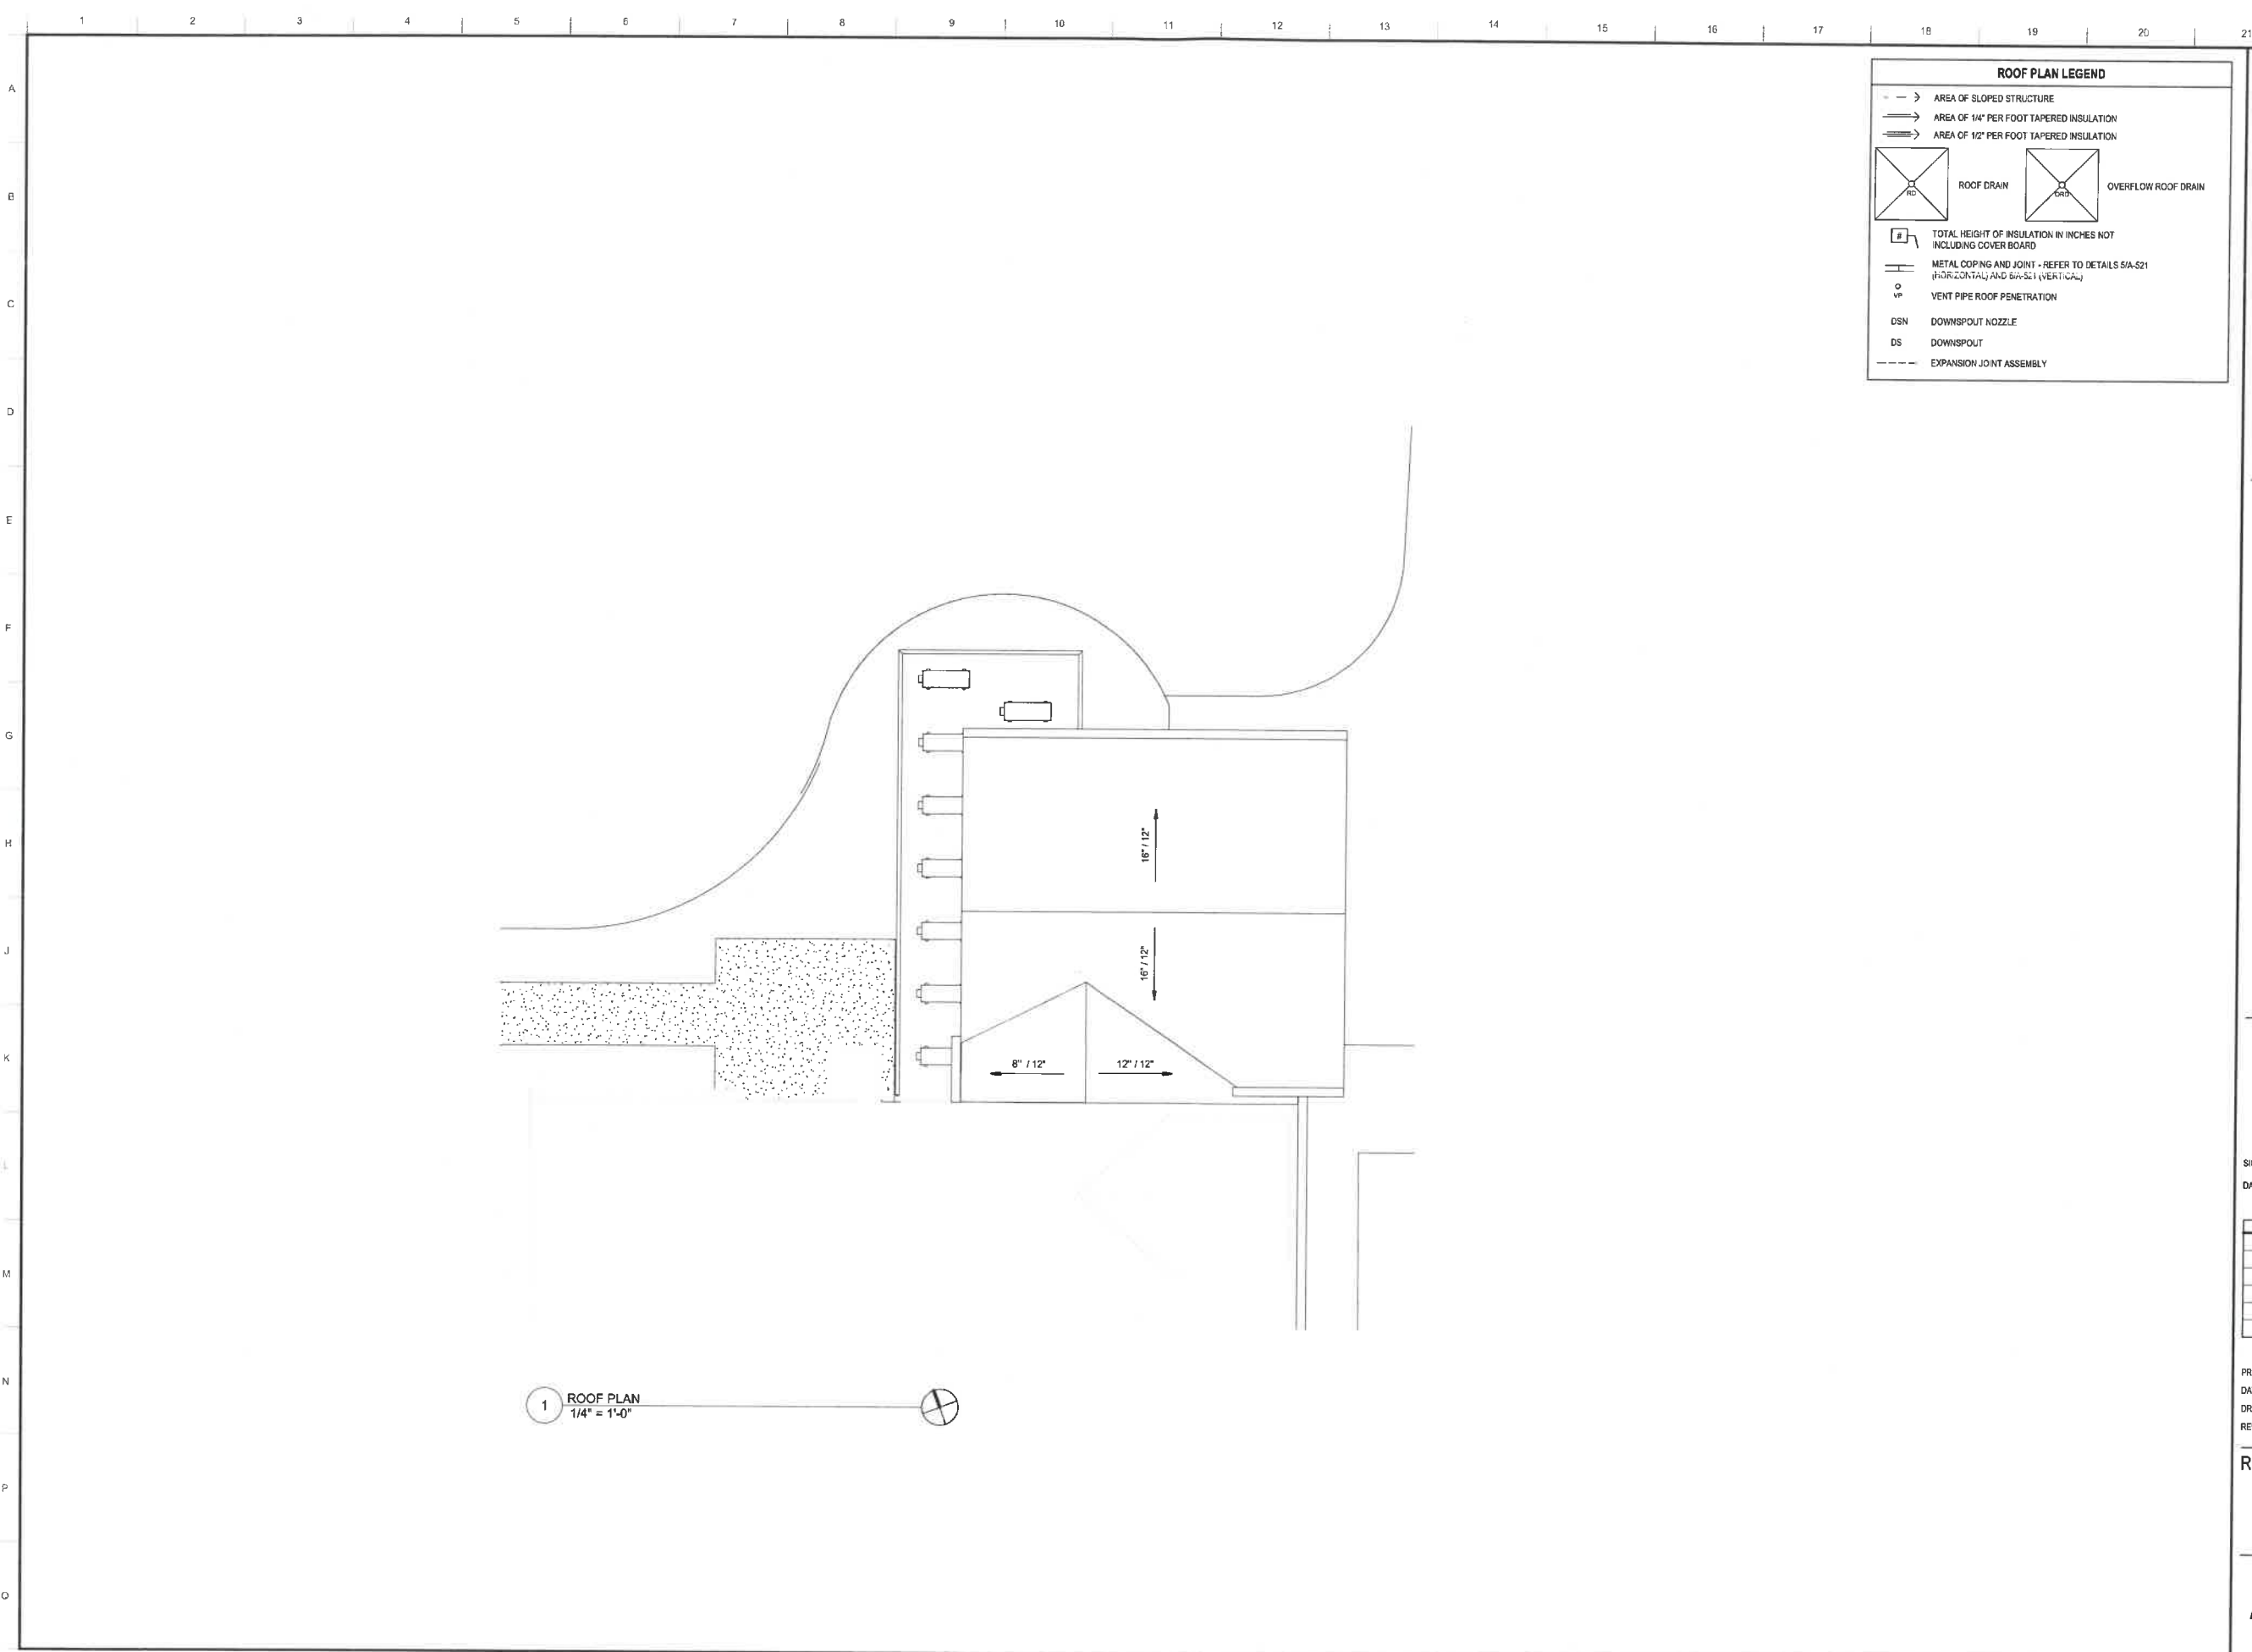 1 2 3 4 5 6 7 8 9 10 11 12 13 14 15 16 17 18 19 20 21
A
B
C
D
E
F
G
H
J
K
L
M
N
P
Q
ROOF PLAN LEGEND
AREA OF SLOPED STRUCTURE
AREA OF 1/4" PER FOOT TAPERED INSULATION
AREA OF 1/2" PER FOOT TAPERED INSULATION
RD
ROOF DRAIN
ORD
OVERFLOW ROOF DRAIN
#
TOTAL HEIGHT OF INSULATION IN INCHES NOT
INCLUDING COVER BOARD
METAL COPING AND JOINT - REFER TO DETAILS 5/A-521
(HORIZONTAL) AND 6/A-521 (VERTICAL)
VP
VENT PIPE ROOF PENETRATION
DSN DOWNSPOUT NOZZLE
DS DOWNSPOUT
EXPANSION JOINT ASSEMBLY
16" / 12"
16" / 12"
8" / 12"
12" / 12"
1
ROOF PLAN
1/4" = 1'-0"
DA
PR
DA
DR
R